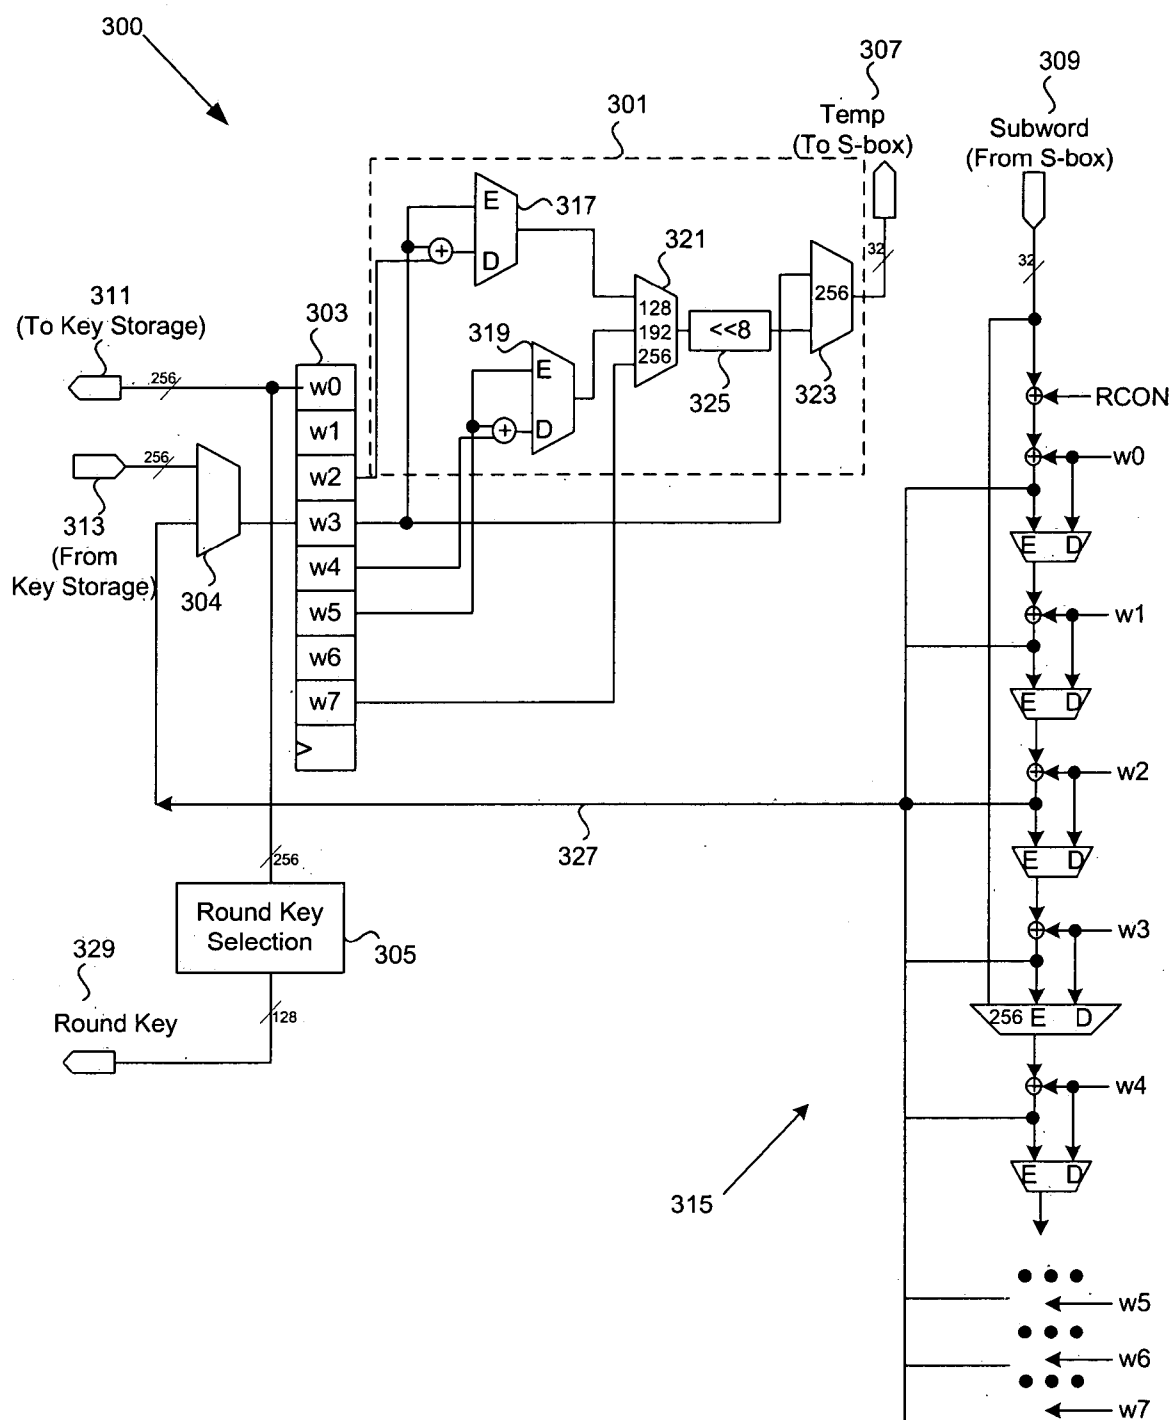 300
307
Temp
(To S-box)
309
Subword
(From S-box)
301
E
D
317
321
128
192
256
<<8
325
256
323
32
32
311
(To Key Storage)
256
303
319
E
D
w0
w1
w2
w3
w4
w5
w6
w7
256
313
(From
Key Storage)
304
RCON
w0
E D
w1
E D
w2
E D
w3
256 E D
w4
E D
w5
w6
w7
327
256
Round Key
Selection
305
329
Round Key
128
315